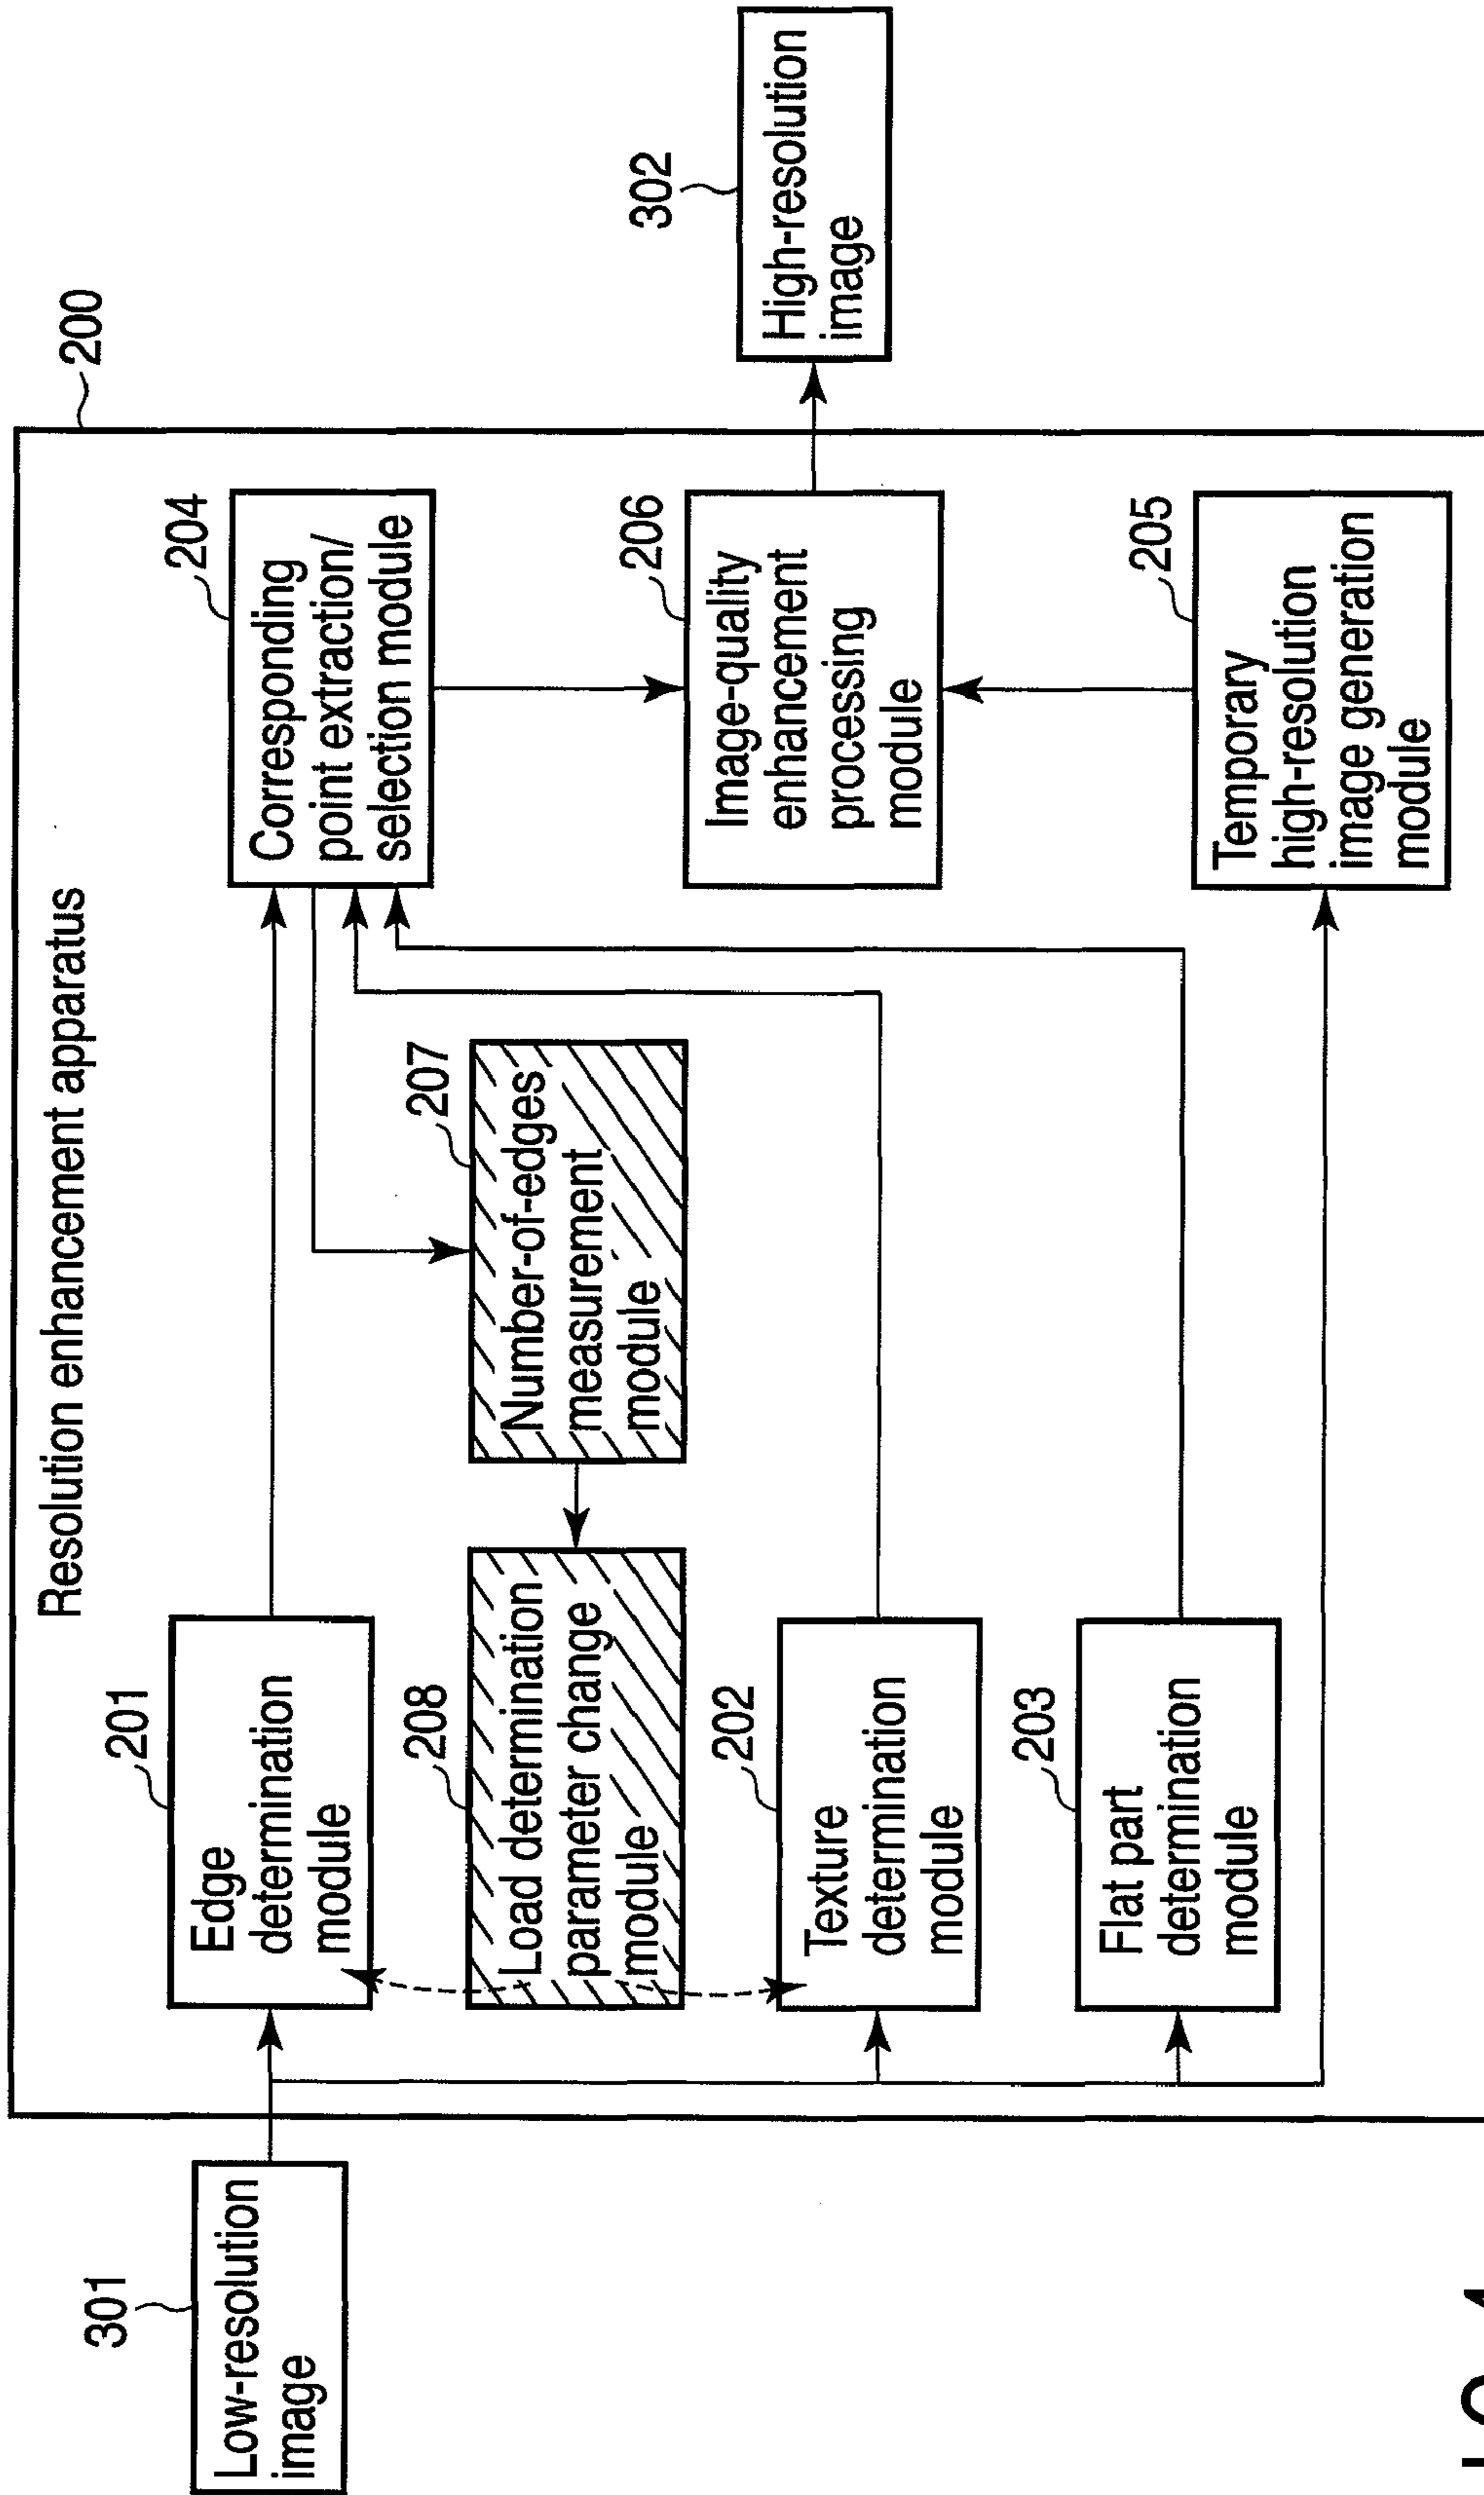 Resolution enhancement apparatus
200
301
Low-resolution
image
201
Edge
determination
module
208
Load determination
parameter change
module
207
Number-of-edges
measurement
module
202
Texture
determination
module
203
Flat part
determination
module
204
Corresponding
point extraction/
selection module
206
Image-quality
enhancement
processing
module
205
Temporary
high-resolution
image generation
module
302
High-resolution
image